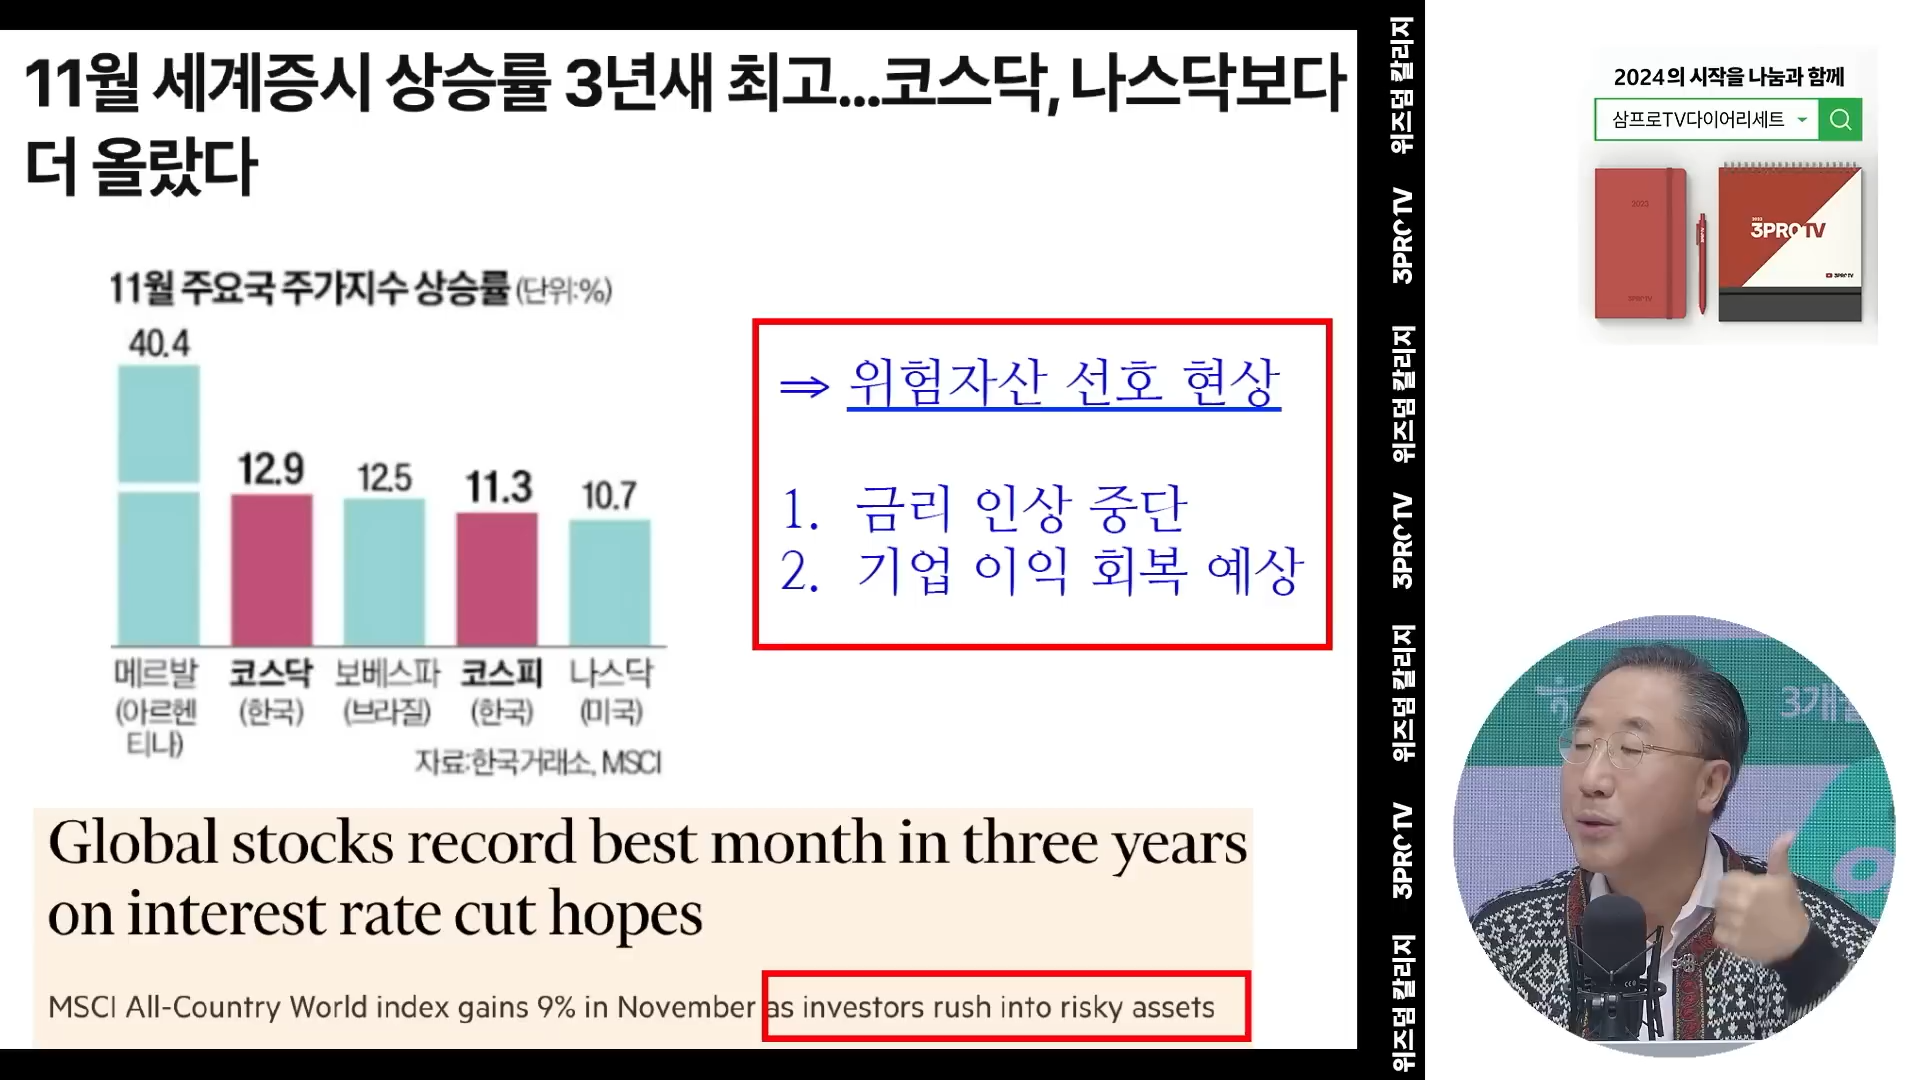 11월 세계증시 상승률 3년새 최고...코스닥, 나스닥보다
더 올랐다
11월 주요국 주가지수 상승률 (단위:%)
40.4
12.9
12.5
11.3
10.7
메르발
(아르헨
티나)
코스닥
(한국)
보베스파
(브라질)
코스피
(한국)
나스닥
(미국)
자료:한국거래소, MSCI
⇒ 위험자산 선호 현상
1. 금리 인상 중단
2. 기업 이익 회복 예상
Global stocks record best month in three years
on interest rate cut hopes
MSCI All-Country World index gains 9% in November as investors rush into risky assets
위즈덤 칼리지
3PROTV
위즈덤 칼리지
3PROTV
위즈덤 칼리지
3PROTV
위즈덤 칼리지
2024의 시작을 나눔과 함께
삼프로TV다이어리세트
2023
3PROTV
3PROTV
3PROTV
3개